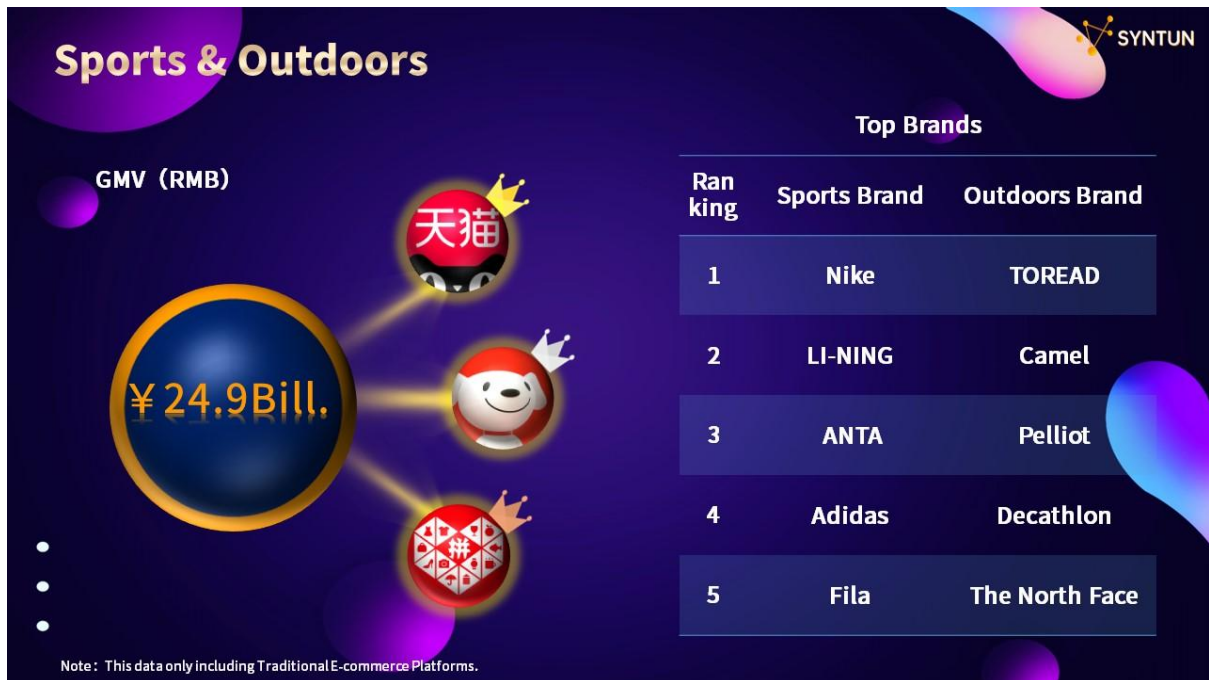 Sports & Outdoors
SYNTUN
GMV（RMB）
天猫
¥ 24.9Bill.
拼
Top Brands
Ran
king
Sports Brand
Outdoors Brand
1 Nike TOREAD
2 LI-NING Camel
3 ANTA Pelliot
4 Adidas Decathlon
5 Fila The North Face
Note：This data only including Traditional E-commerce Platforms.